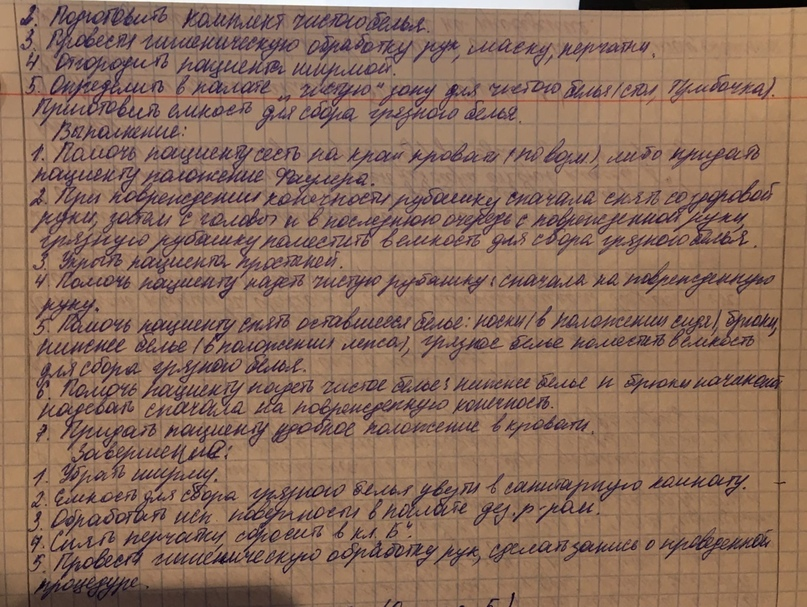 2. Подготовить комплект чистого белья.
3. Провести гигиеническую обработку рук, маску, перчатки.
4. Отгородить пациента ширмой.
5. Определить в палате „чистую" зону для чистого белья (стол, тумбочка).
Приготовить емкость для сбора грязного белья.
Выполнение:
1. Помочь пациенту сесть на край кровати (по возм), либо придать
пациенту положение Фаулера.
2. При повреждении конечности рубашку сначала снять со здоровой
руки, затем с головы и в последнюю очередь с поврежденной руки,
грязную рубашку поместить в емкость для сбора грязного белья.
3. Укрыть пациента простыней.
4. Помочь пациенту надеть чистую рубашку: сначала на поврежденную
руку.
5. Помочь пациенту снять оставшееся белье: носки (в положении сидя), брюки,
нижнее белье (в положении лежа), грязное белье поместить в емкость
для сбора грязного белья.
6. Помочь пациенту надеть чистое белье: нижнее белье и брюки начинают
надевать сначала на поврежденную конечность.
7. Придать пациенту удобное положение в кровати.
Завершение:
1. Убрать ширму.
2. Емкость для сбора грязного белья увезти в санитарную комнату.
3. Обработать исп. поверхности в палате дез. р-ром.
4. Снять перчатки, сбросить в кл. „Б".
5. Провести гигиеническую обработку рук, сделать запись о проведенной
процедуре.